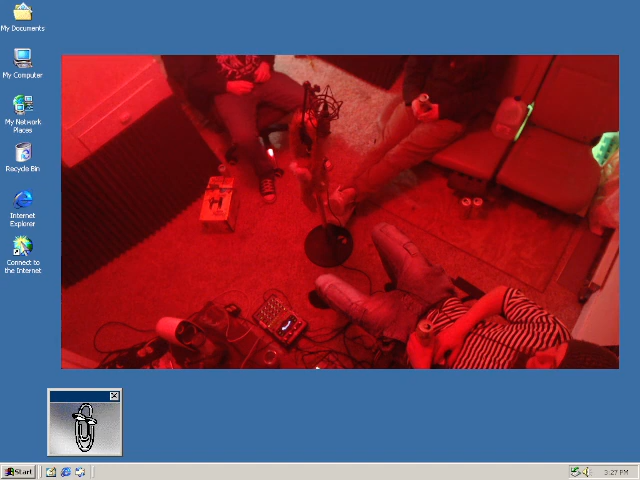 My Documents
My Computer
My Network
Places
Recycle Bin
Internet
Explorer
Connect to
the Internet
Start
3:27 PM